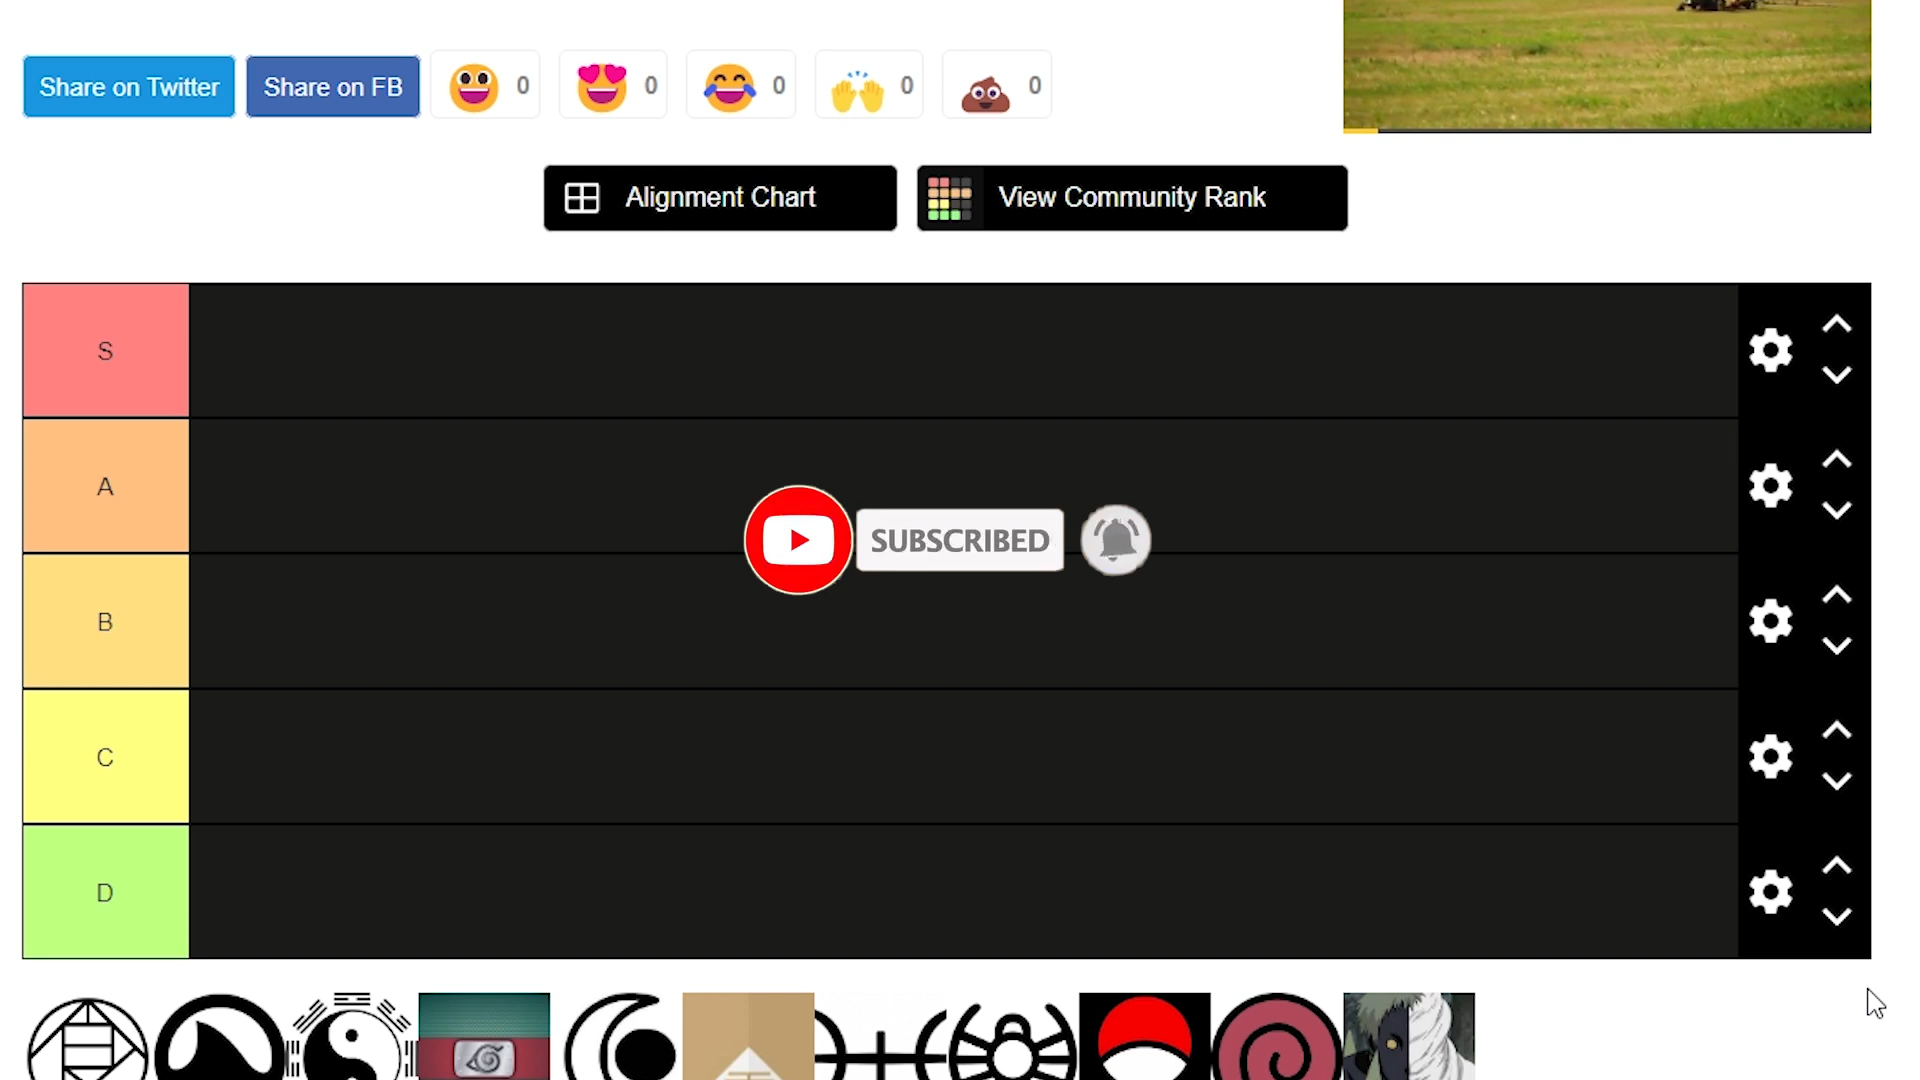 Share on Twitter
Share on FB
0
0
0
0
0
Alignment Chart
View Community Rank
S
A
SUBSCRIBED
B
C
D